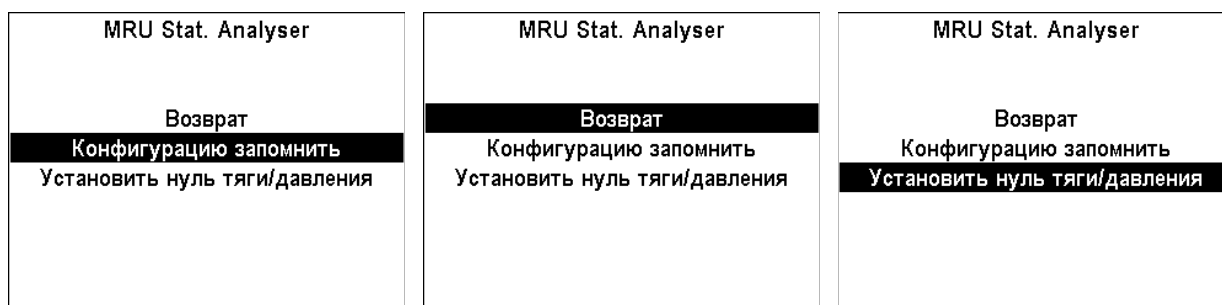 MRU Stat. Analyser
Возврат
Конфигурацию запомнить
Установить нуль тяги/давления
MRU Stat. Analyser
Возврат
Конфигурацию запомнить
Установить нуль тяги/давления
MRU Stat. Analyser
Возврат
Конфигурацию запомнить
Установить нуль тяги/давления